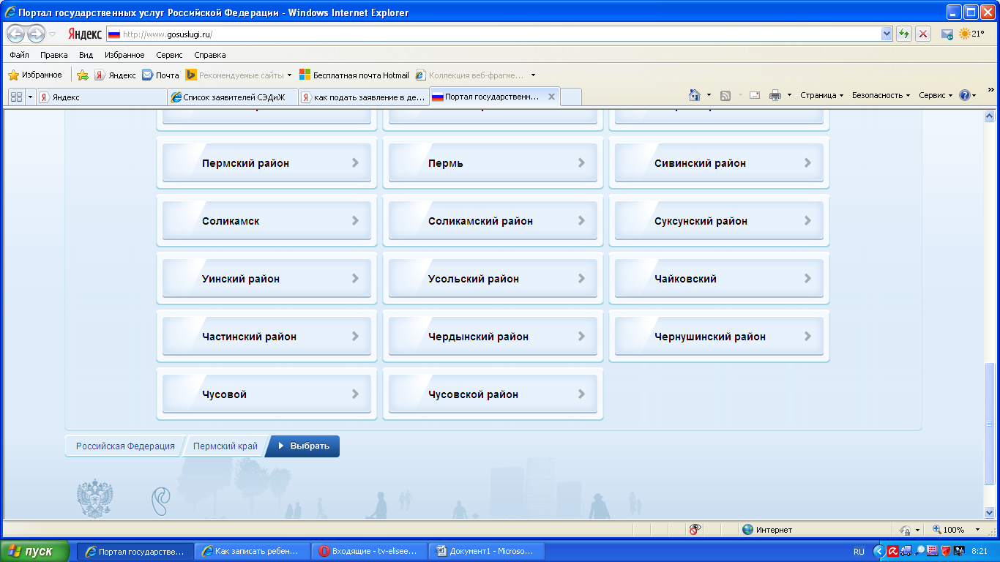 Портал государственных услуг Российской Федерации - Windows Internet Explorer
Яндекс http://www.gosuslugi.ru/ 21°
Файл Правка Вид Избранное Сервис Справка
Избранное Яндекс Почта Рекомендуемые сайты Бесплатная почта Hotmail Коллекция веб-фрагме...
Яндекс Список заявителей СЭДиЖ как подать заявление в де... Портал государственн... Страница Безопасность Сервис
Пермский район Пермь Сивинский район
Соликамск Соликамский район Суксунский район
Уинский район Усольский район Чайковский
Частинский район Чердынский район Чернушинский район
Чусовой Чусовской район
Российская Федерация Пермский край Выбрать
Интернет 100%
пуск Портал государстве... Как записать ребен... Входящие - tv-elisee... Документ1 - Microso... RU 8:21